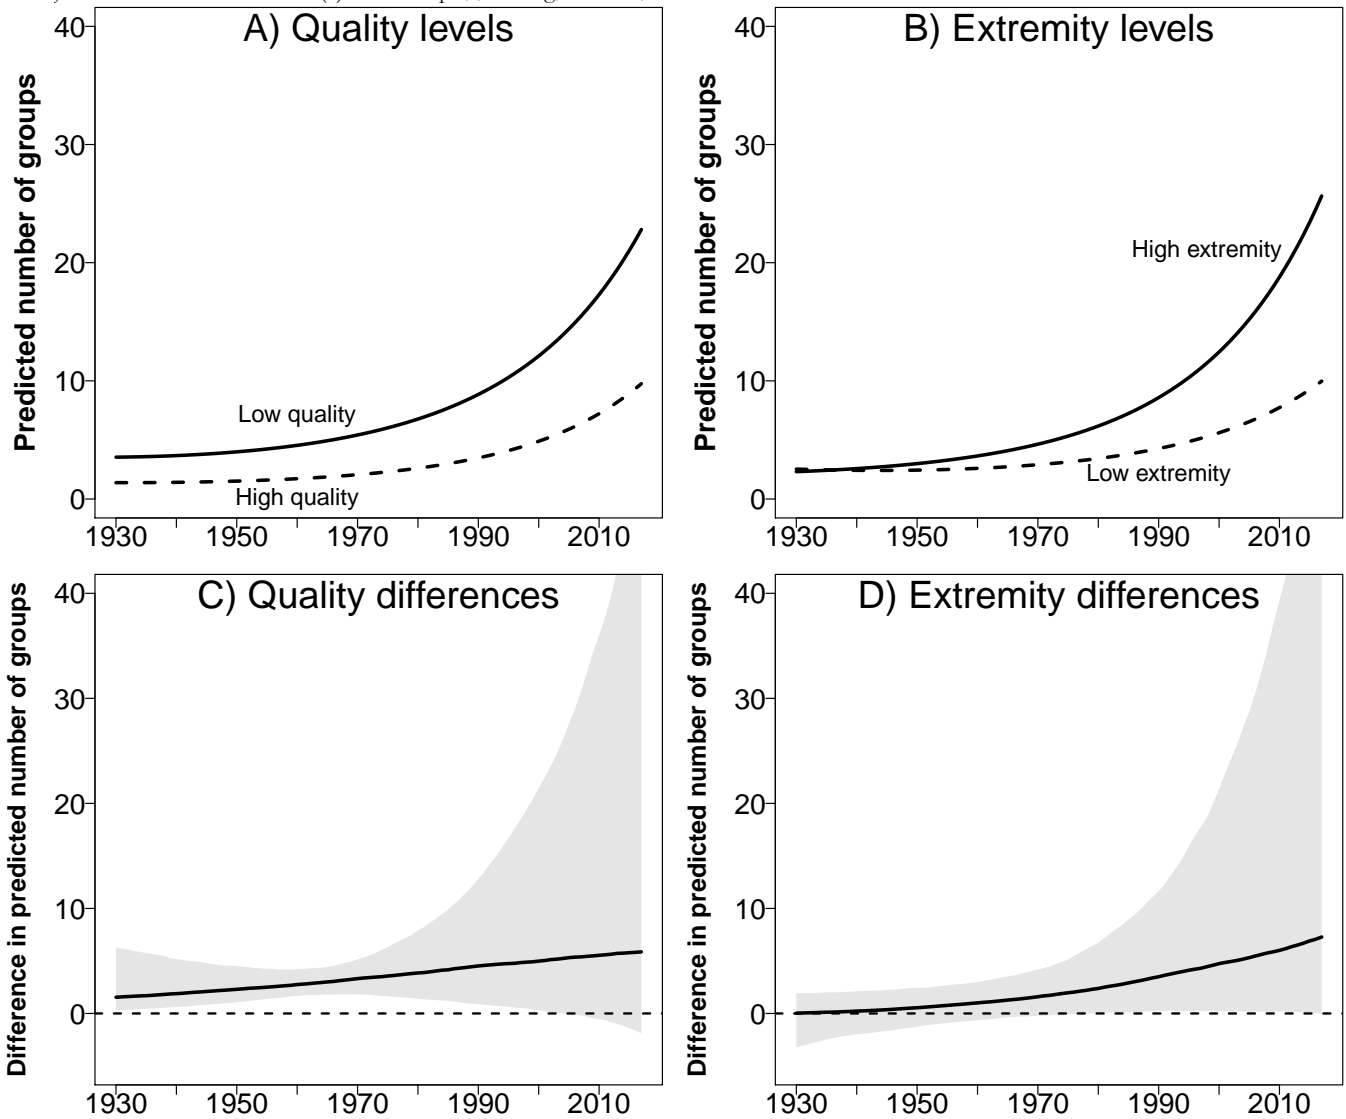 A) Quality levels
Predicted number of groups
40
30
20
10
0
Low quality
High quality
1930 1950 1970 1990 2010
B) Extremity levels
Predicted number of groups
40
30
20
10
0
High extremity
Low extremity
1930 1950 1970 1990 2010
C) Quality differences
Difference in predicted number of groups
40
30
20
10
0
1930 1950 1970 1990 2010
D) Extremity differences
Difference in predicted number of groups
40
30
20
10
0
1930 1950 1970 1990 2010